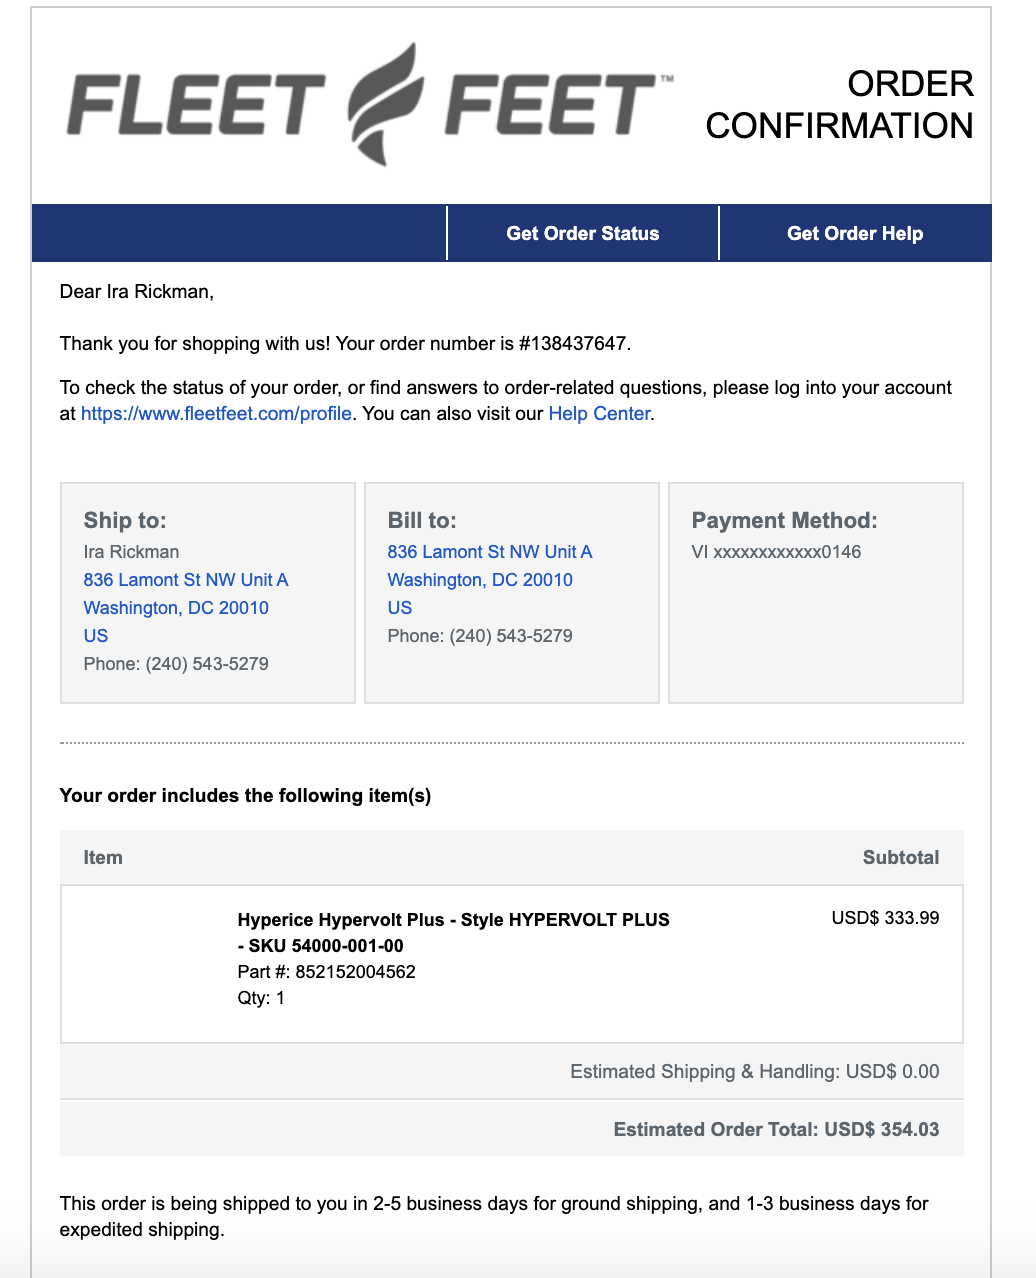 FLEET FEET™
ORDER
CONFIRMATION
Get Order Status
Get Order Help
Dear Ira Rickman,
Thank you for shopping with us! Your order number is #138437647.
To check the status of your order, or find answers to order-related questions, please log into your account
at https://www.fleetfeet.com/profile. You can also visit our Help Center.
Ship to:
Ira Rickman
836 Lamont St NW Unit A
Washington, DC 20010
US
Phone: (240) 543-5279
Bill to:
836 Lamont St NW Unit A
Washington, DC 20010
US
Phone: (240) 543-5279
Payment Method:
VI xxxxxxxxxxxx0146
Your order includes the following item(s)
Item
Subtotal
Hyperice Hypervolt Plus - Style HYPERVOLT PLUS
- SKU 54000-001-00
Part #: 852152004562
Qty: 1
USD$ 333.99
Estimated Shipping & Handling: USD$ 0.00
Estimated Order Total: USD$ 354.03
This order is being shipped to you in 2-5 business days for ground shipping, and 1-3 business days for
expedited shipping.